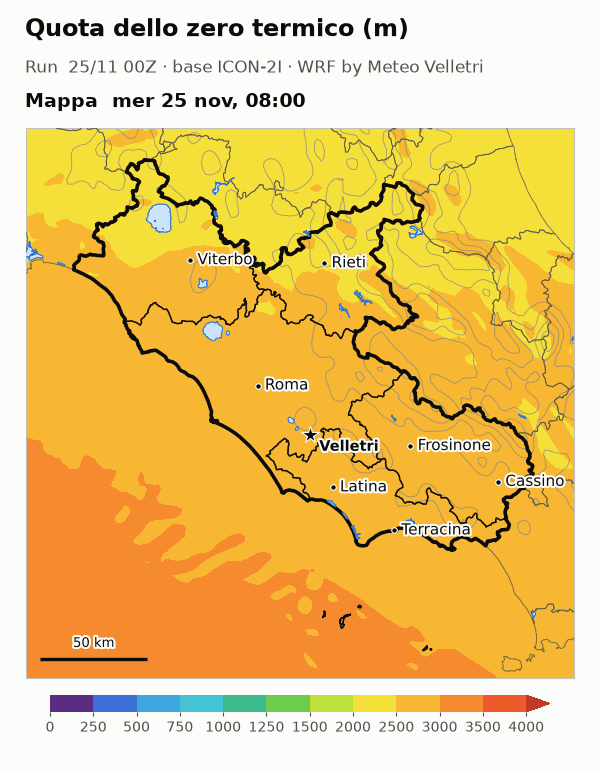 Quota dello zero termico (m)
Run  25/11 00Z · base ICON-2I · WRF by Meteo Velletri
Mappa  mer 25 nov, 08:00
Viterbo
Rieti
Roma
Velletri
Frosinone
Latina
Cassino
Terracina
50 km
0 250 500 750 1000 1250 1500 2000 2500 3000 3500 4000